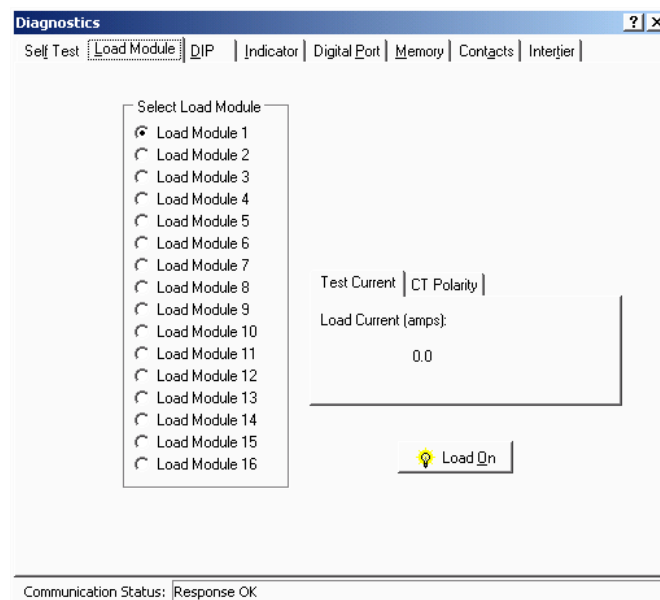 Diagnostics
Self Test Load Module DIP Indicator Digital Port Memory Contacts Intertier
Select Load Module
Load Module 1
Load Module 2
Load Module 3
Load Module 4
Load Module 5
Load Module 6
Load Module 7
Load Module 8
Load Module 9
Load Module 10
Load Module 11
Load Module 12
Load Module 13
Load Module 14
Load Module 15
Load Module 16
Test Current CT Polarity
Load Current (amps):
0.0
Load On
Communication Status: Response OK